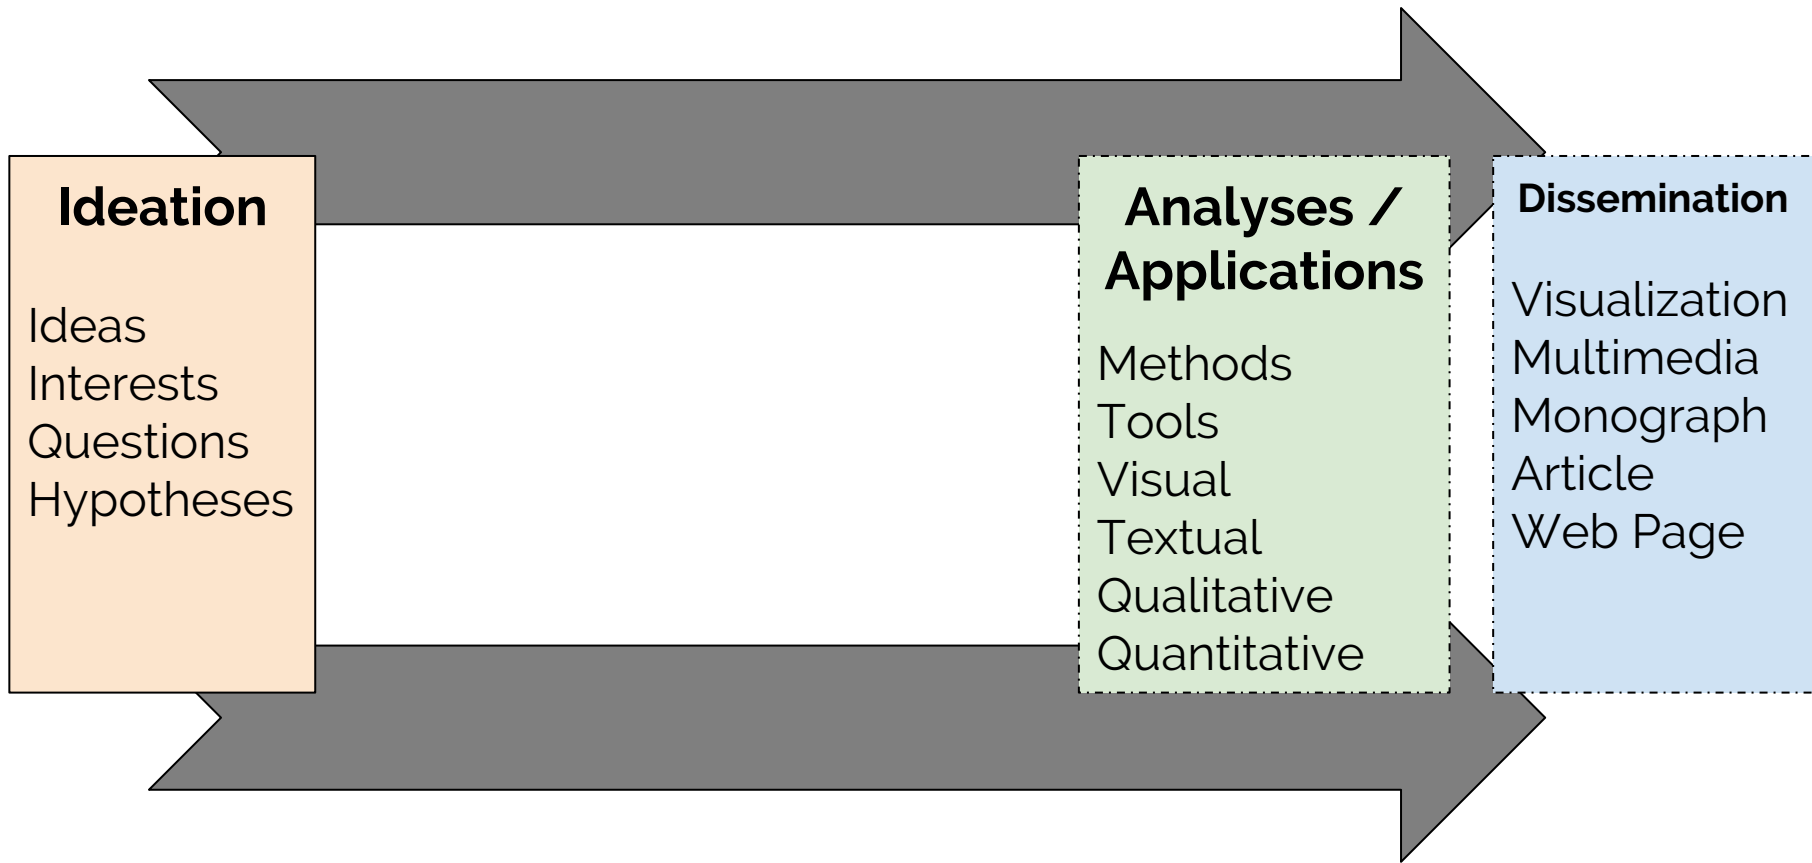 Ideation
Ideas
Interests
Questions
Hypotheses
Analyses /
Applications
Methods
Tools
Visual
Textual
Qualitative
Quantitative
Dissemination
Visualization
Multimedia
Monograph
Article
Web Page